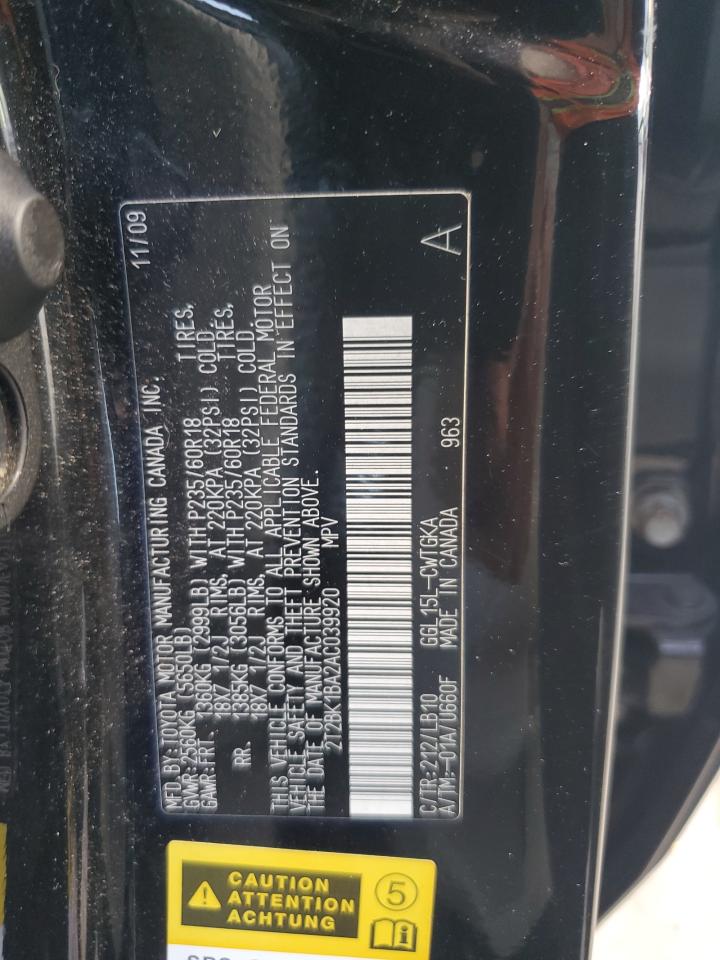 MFD.BY:TOYOTA MOTOR MANUFACTURING CANADA INC. 11/09
GVWR:2560KG (5650LB)
GAWR:FRT. 1360KG (2999LB) WITH P235/60R18 TIRES,
18X7 1/2J RIMS, AT 220KPA (32PSI) COLD.
RR. 1385KG (3056LB) WITH P235/60R18 TIRES,
18X7 1/2J RIMS, AT 220KPA (32PSI) COLD.
THIS VEHICLE CONFORMS TO ALL APPLICABLE FEDERAL MOTOR
VEHICLE SAFETY AND THEFT PREVENTION STANDARDS IN EFFECT ON
THE DATE OF MANUFACTURE SHOWN ABOVE.
2T2BK1BA2AC039920 MPV
C/TR:212/LB10 GGL15L-CWTGKA
A/TM:-01A/U660F MADE IN CANADA 963 A
CAUTION
ATTENTION
ACHTUNG
5